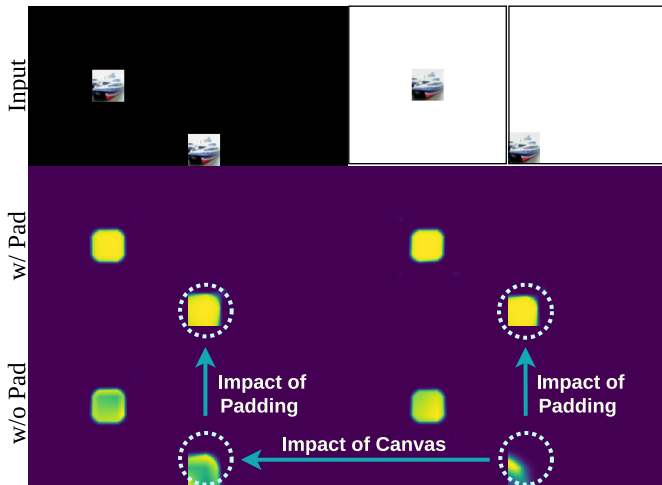 Input
w/ Pad
w/o Pad
Impact of
Padding
Impact of
Padding
Impact of Canvas